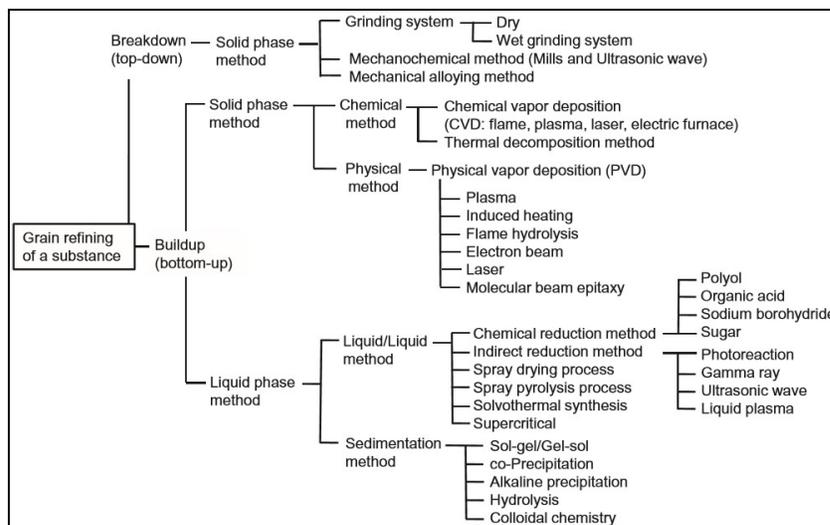 Grinding system
Dry
Wet grinding system
Breakdown
(top-down)
Solid phase
method
Mechanochemical method (Mills and Ultrasonic wave)
Mechanical alloying method
Solid phase
method
Chemical
method
Chemical vapor deposition
(CVD: flame, plasma, laser, electric furnace)
Thermal decomposition method
Physical
method
Physical vapor deposition (PVD)
Plasma
Induced heating
Flame hydrolysis
Electron beam
Laser
Molecular beam epitaxy
Grain refining
of a substance
Buildup
(bottom-up)
Liquid phase
method
Liquid/Liquid
method
Chemical reduction method
Polyol
Organic acid
Sodium borohydride
Sugar
Indirect reduction method
Photoreaction
Gamma ray
Ultrasonic wave
Liquid plasma
Spray drying process
Spray pyrolysis process
Solvothermal synthesis
Supercritical
Sedimentation
method
Sol-gel/Gel-sol
co-Precipitation
Alkaline precipitation
Hydrolysis
Colloidal chemistry